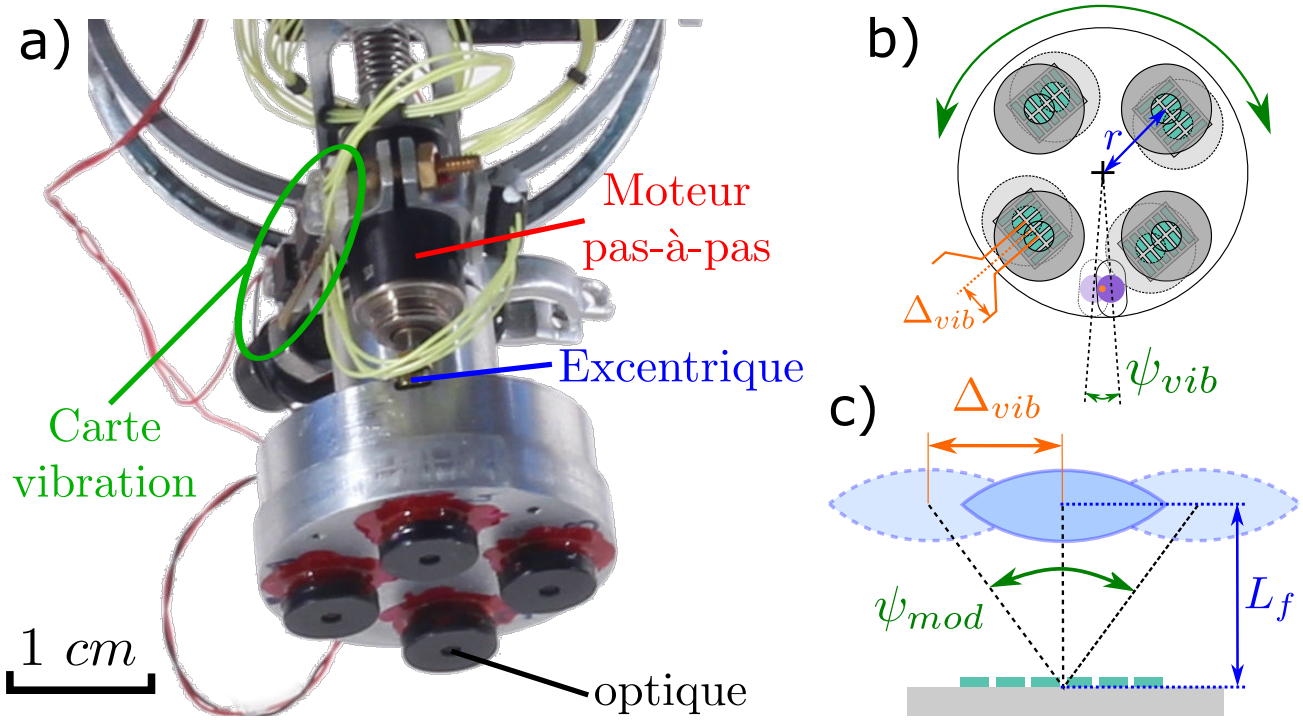 a)
Moteur
pas-à-pas
Excentrique
Carte
vibration
1 cm
optique
b)
r
Δvib
ψvib
c)
Δvib
ψmod
Lf